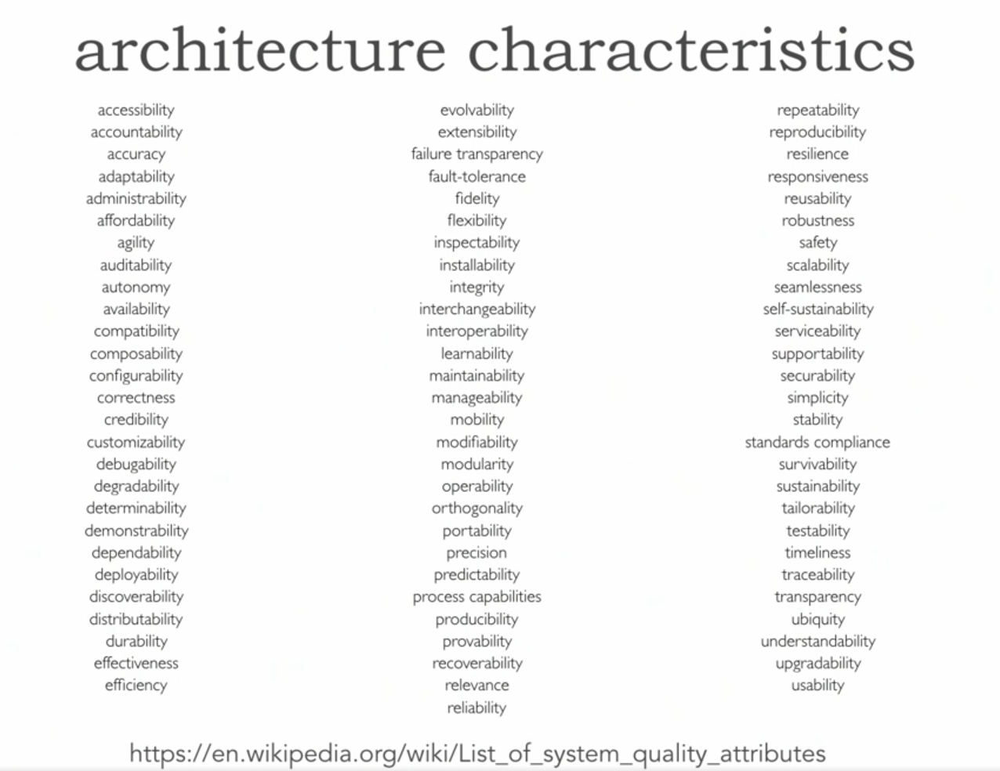 architecture characteristics
accessibility
accountability
accuracy
adaptability
administrability
affordability
agility
auditability
autonomy
availability
compatibility
composability
configurability
correctness
credibility
customizability
debugability
degradability
determinability
demonstrability
dependability
deployability
discoverability
distributability
durability
effectiveness
efficiency
evolvability
extensibility
failure transparency
fault-tolerance
fidelity
flexibility
inspectability
installability
integrity
interchangeability
interoperability
learnability
maintainability
manageability
mobility
modifiability
modularity
operability
orthogonality
portability
precision
predictability
process capabilities
producibility
provability
recoverability
relevance
reliability
repeatability
reproducibility
resilience
responsiveness
reusability
robustness
safety
scalability
seamlessness
self-sustainability
serviceability
supportability
securability
simplicity
stability
standards compliance
survivability
sustainability
tailorability
testability
timeliness
traceability
transparency
ubiquity
understandability
upgradability
usability
https://en.wikipedia.org/wiki/List_of_system_quality_attributes